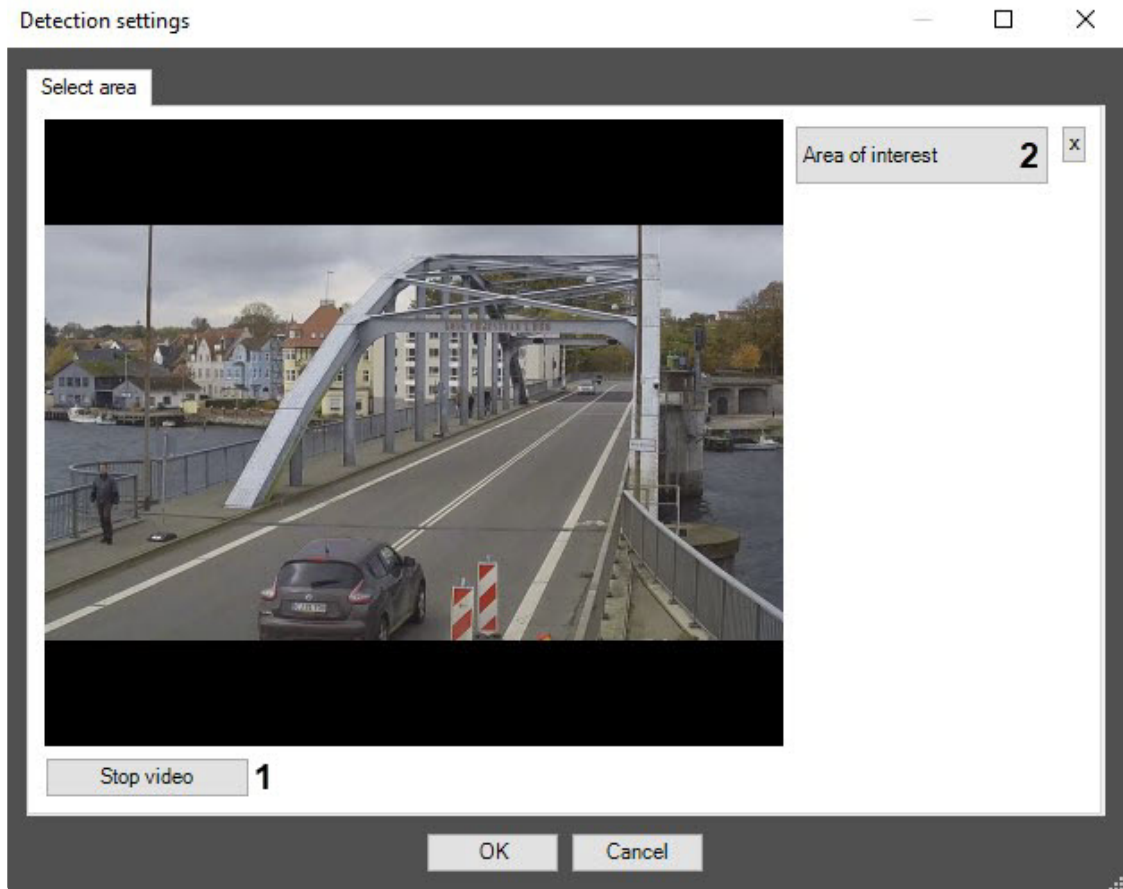 Detection settings
Select area
Area of interest 2
x
Stop video 1
OK
Cancel